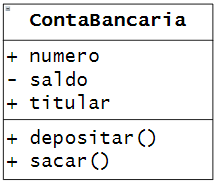 ContaBancaria
+ numero
- saldo
+ titular
+ depositar()
+ sacar()